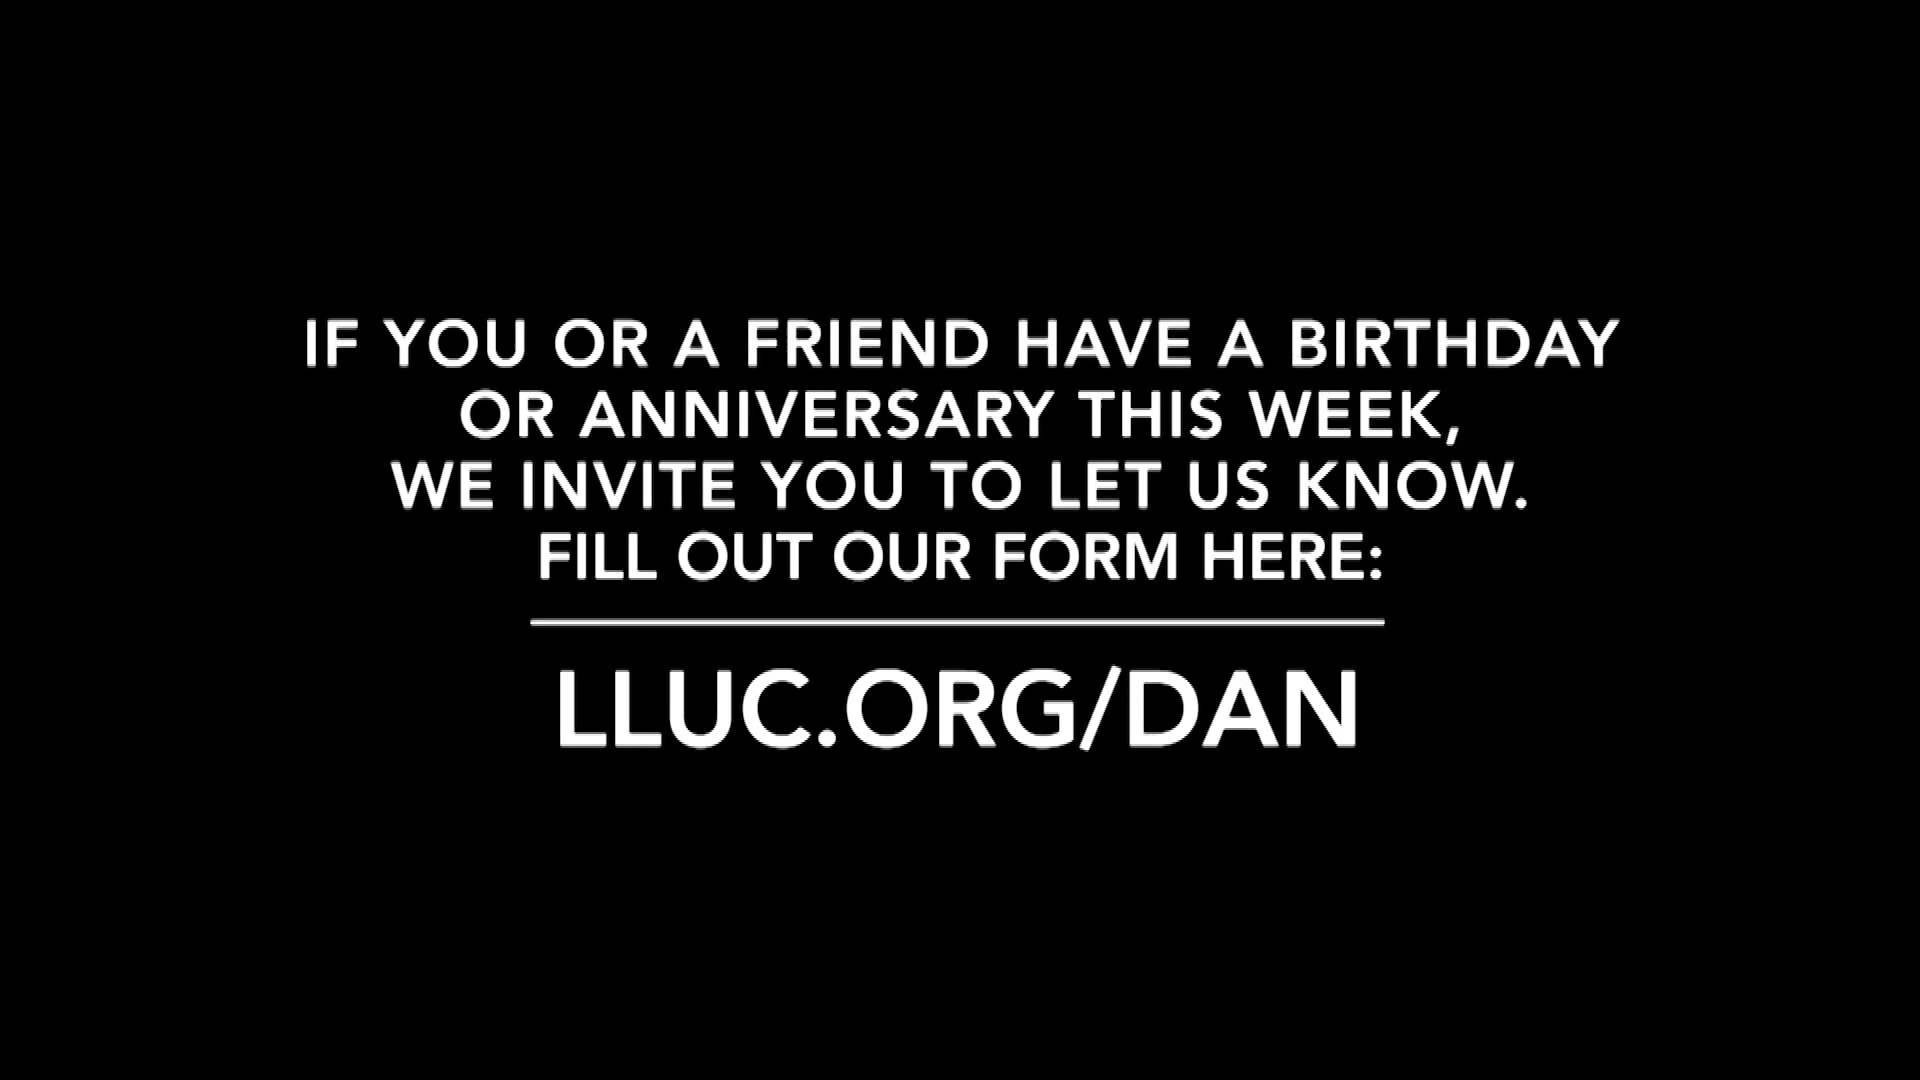 IF YOU OR A FRIEND HAVE A BIRTHDAY
OR ANNIVERSARY THIS WEEK,
WE INVITE YOU TO LET US KNOW.
FILL OUT OUR FORM HERE:
LLUC.ORG/DAN